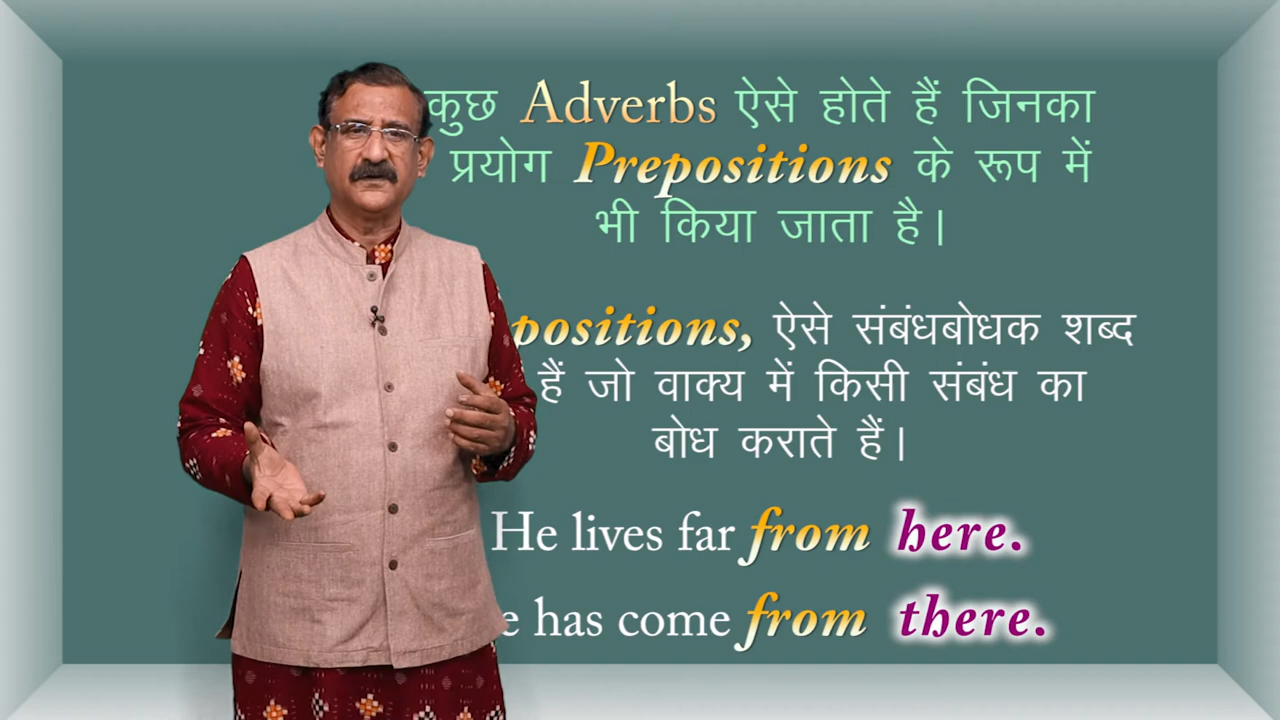 कुछ Adverbs ऐसे होते हैं जिनका
प्रयोग Prepositions के रूप में
भी किया जाता है।
positions, ऐसे संबंधबोधक शब्द
हैं जो वाक्य में किसी संबंध का
बोध कराते हैं।
He lives far from here.
e has come from there.